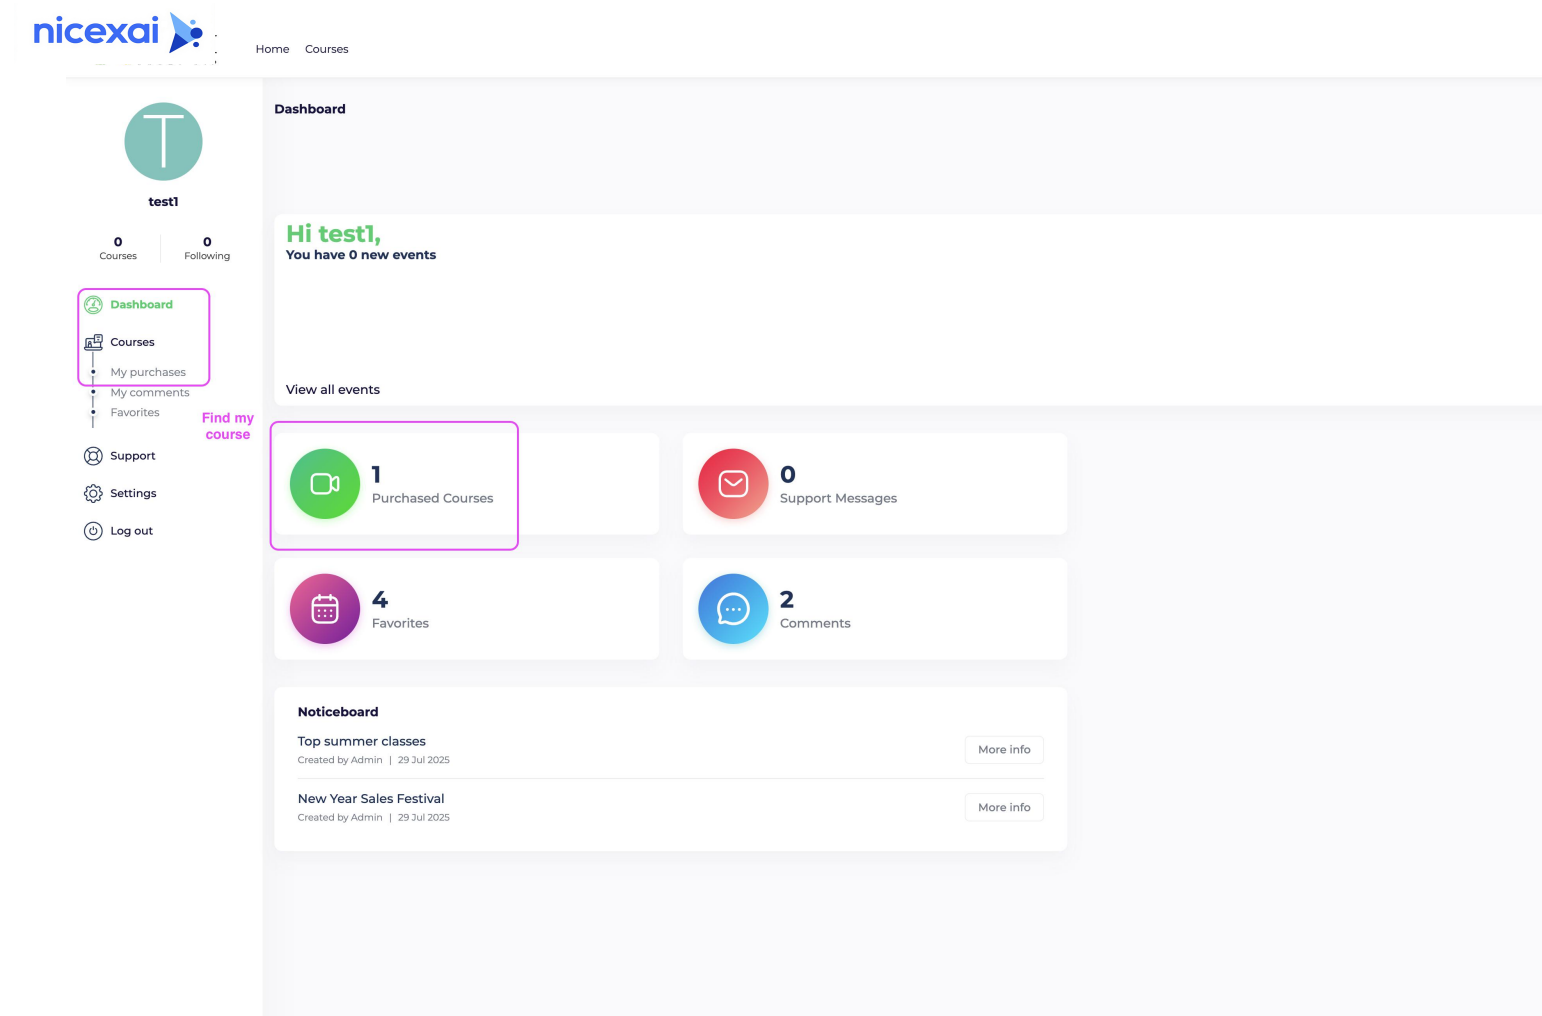 nicexai
Home Courses
T
test1
0 0
Courses Following
Dashboard
Courses
My purchases
My comments
Favorites
Find my
course
Support
Settings
Log out
Dashboard
Hi test1,
You have 0 new events
View all events
1
Purchased Courses
0
Support Messages
4
Favorites
2
Comments
Noticeboard
Top summer classes
Created by Admin | 29 Jul 2025
More info
New Year Sales Festival
Created by Admin | 29 Jul 2025
More info